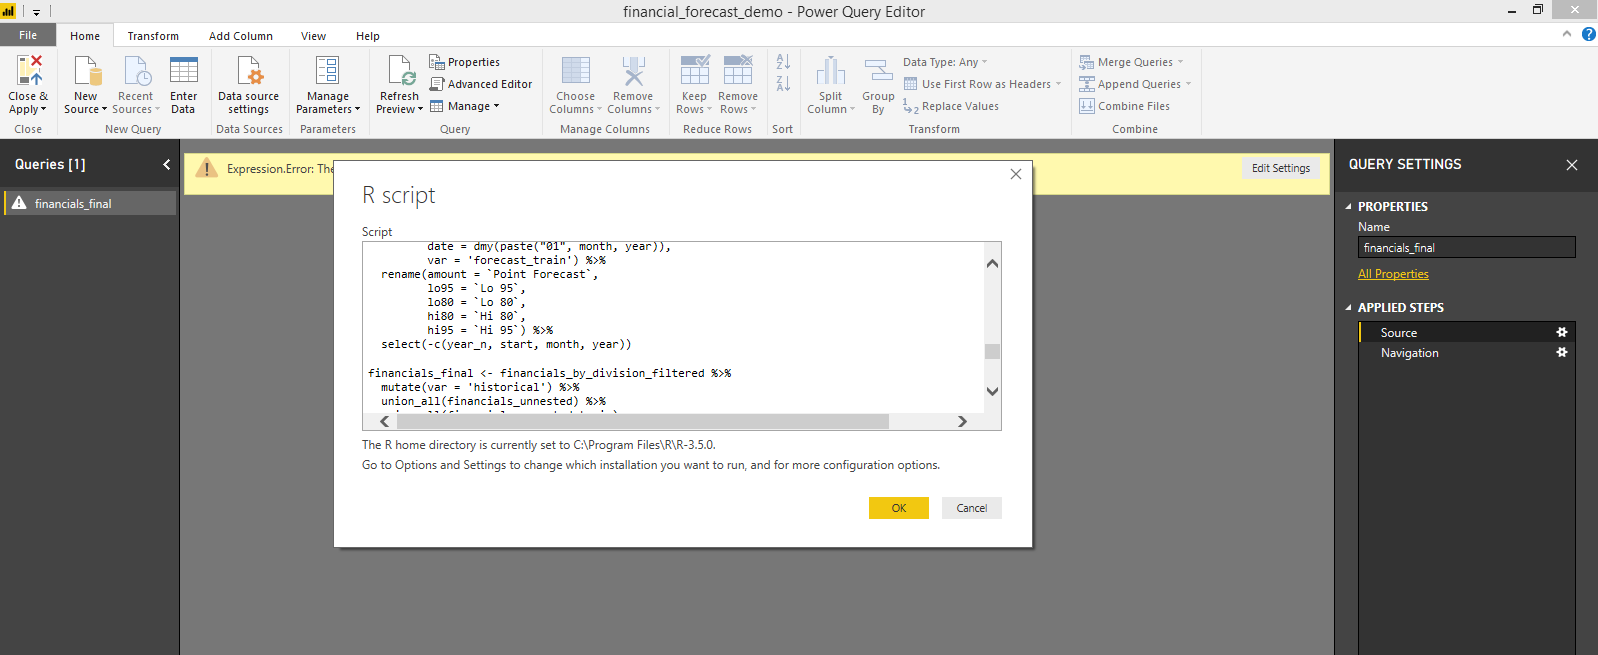 financial_forecast_demo - Power Query Editor
File Home Transform Add Column View Help
Close & Apply
New Source
Recent Sources
Enter Data
Data source settings
Manage Parameters
Refresh Preview
Properties
Advanced Editor
Manage
Choose Columns
Remove Columns
Keep Rows
Remove Rows
Split Column
Group By
Data Type: Any
Use First Row as Headers
Replace Values
Merge Queries
Append Queries
Combine Files
Close New Query Data Sources Parameters Query Manage Columns Reduce Rows Sort Transform Combine
Queries [1]
financials_final
Expression.Error: The
Edit Settings
R script
Script
date = dmy(paste("01", month, year)),
var = 'forecast_train') %>%
rename(amount = `Point Forecast`,
lo95 = `Lo 95`,
lo80 = `Lo 80`,
hi80 = `Hi 80`,
hi95 = `Hi 95`) %>%
select(-c(year_n, start, month, year))
financials_final <- financials_by_division_filtered %>%
mutate(var = 'historical') %>%
union_all(financials_unnested) %>%
The R home directory is currently set to C:\Program Files\R\R-3.5.0.
Go to Options and Settings to change which installation you want to run, and for more configuration options.
OK
Cancel
QUERY SETTINGS
PROPERTIES
Name
financials_final
All Properties
APPLIED STEPS
Source
Navigation